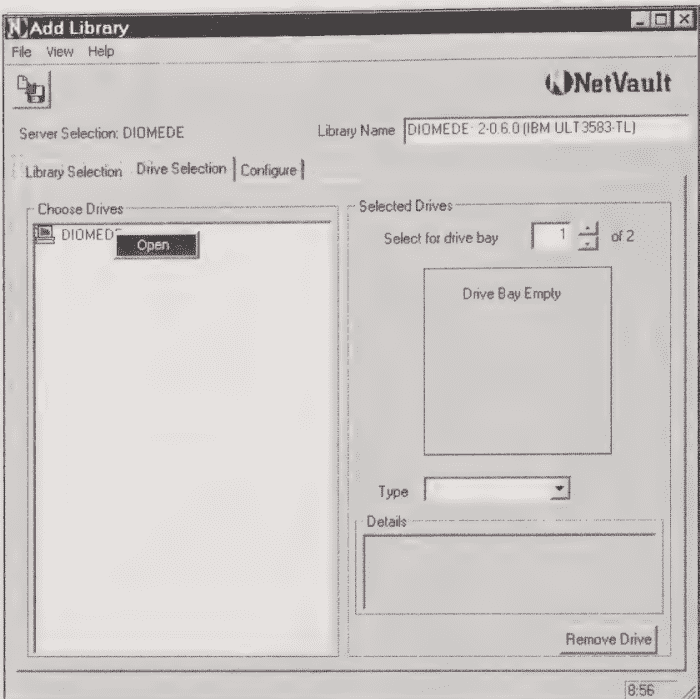 Add Library
File View Help
NetVault
Server Selection: DIOMEDE
Library Name DIOMEDE: 2-0.6.0 (IBM ULT3583-TL)
Library Selection Drive Selection Configure
Choose Drives
DIOMEDE
Open
Selected Drives
Select for drive bay 1 of 2
Drive Bay Empty
Type
Details
Remove Drive
8:56